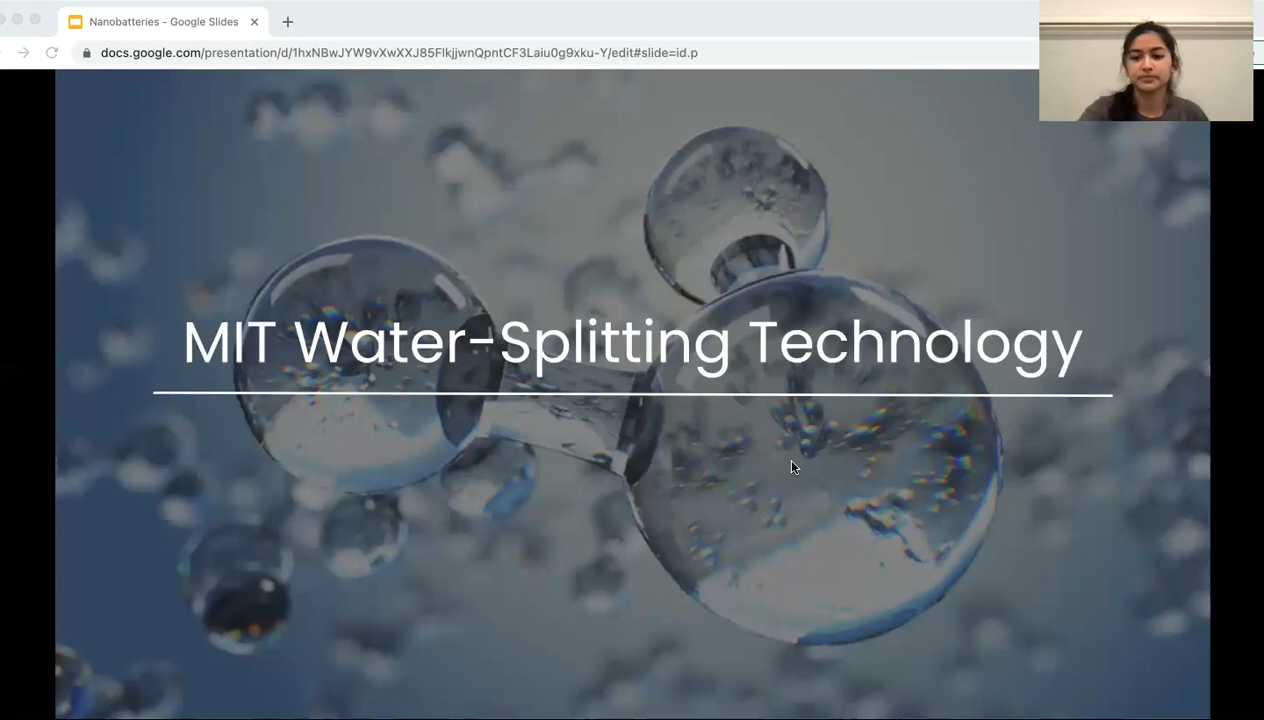 Nanobatteries - Google Slides
docs.google.com/presentation/d/1hxNBwJYW9vXwXXJ85FlkjjwnQpntCF3Laiu0g9xku-Y/edit#slide=id.p
MIT Water-Splitting Technology